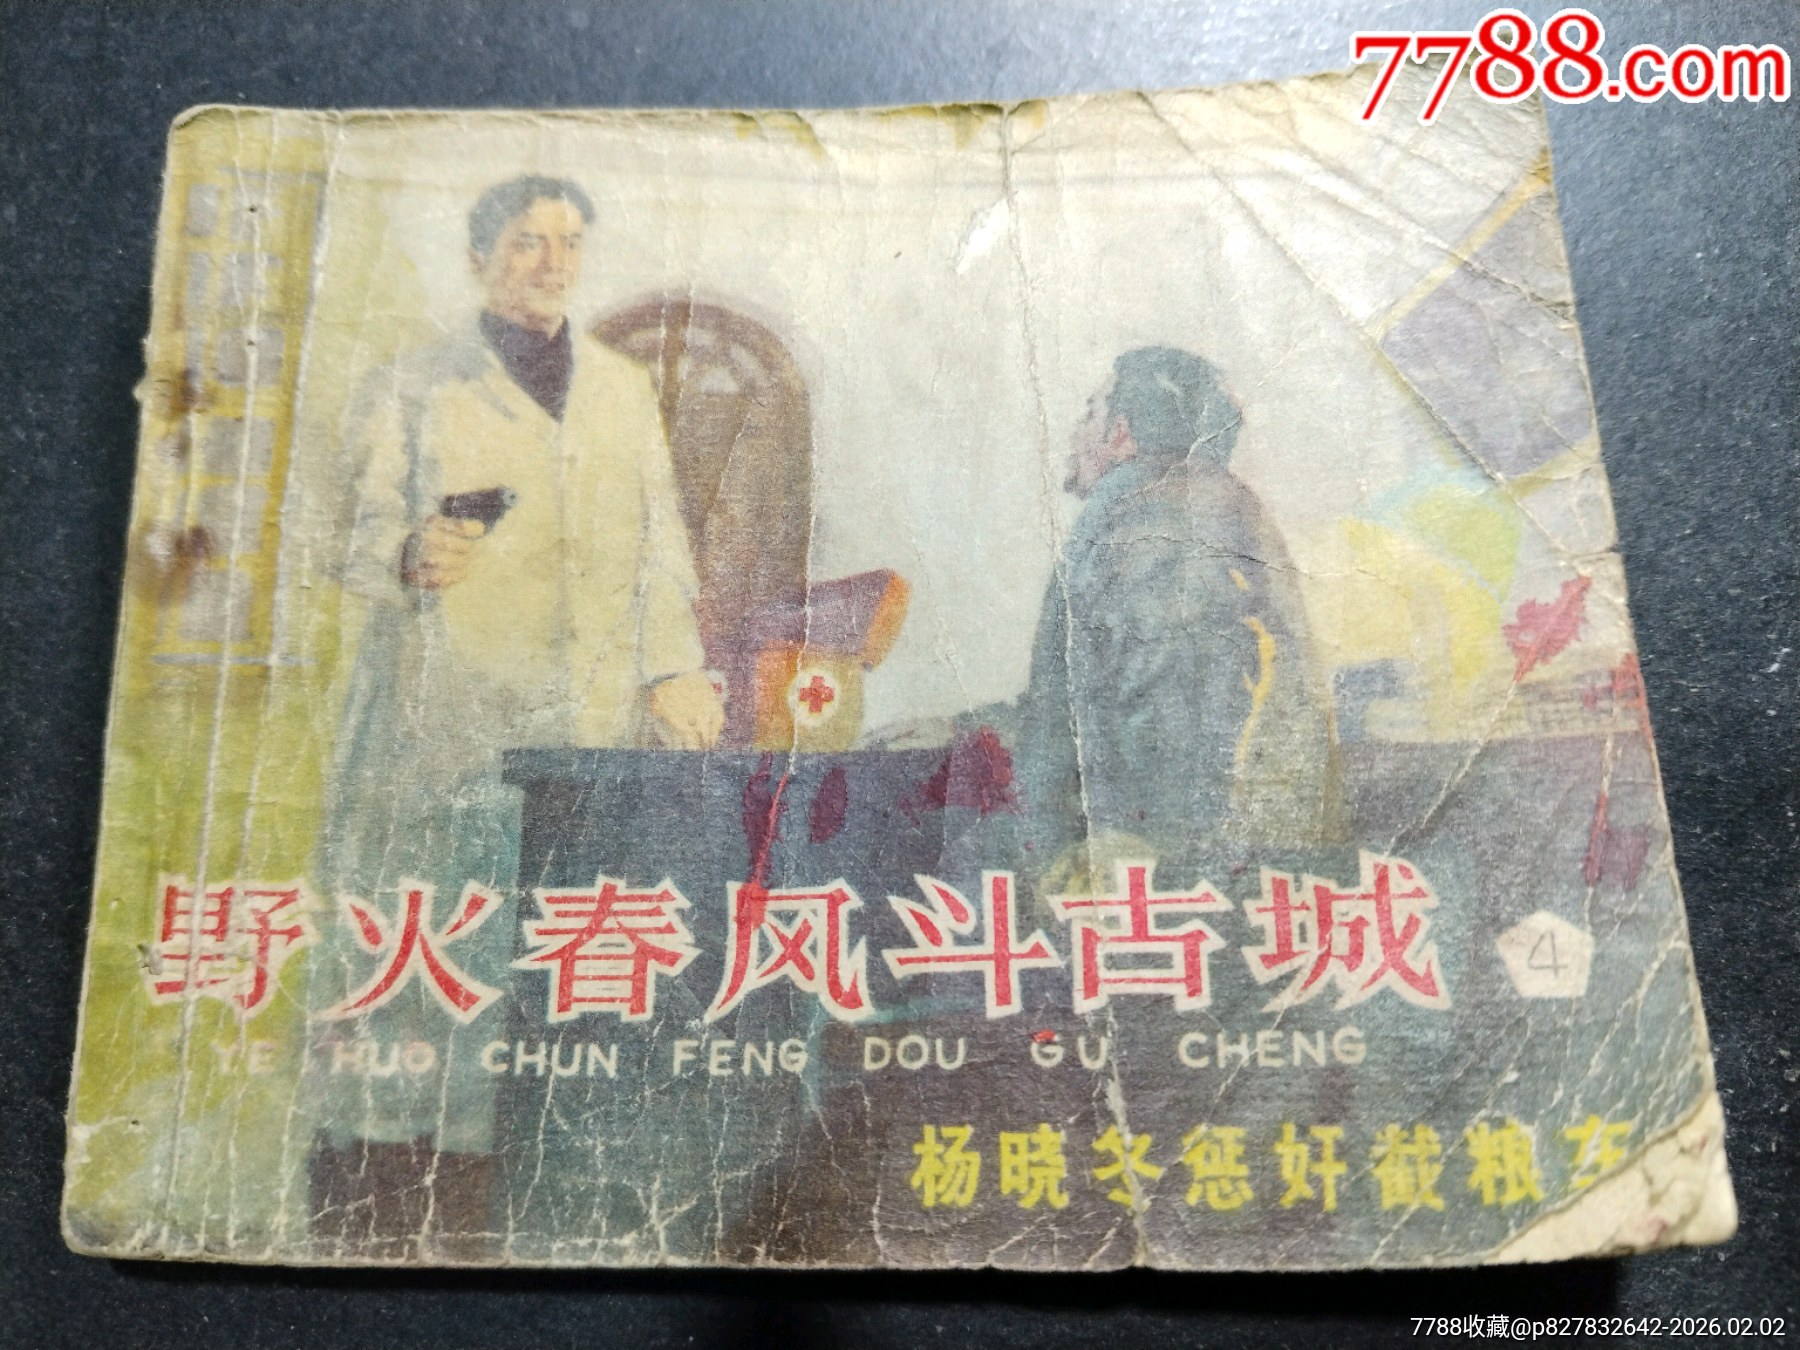 7788.com
野火春风斗古城 4
YE HUO CHUN FENG DOU GU CHENG
杨晓冬惩奸截粮车
7788收藏@p827832642-2026.02.02